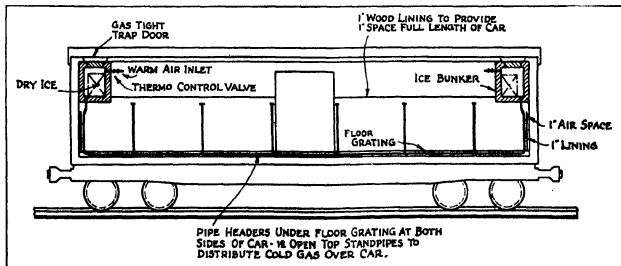 GAS TIGHT
TRAP DOOR
1" WOOD LINING TO PROVIDE
1" SPACE FULL LENGTH OF CAR
WARM AIR INLET
DRY ICE
THERMO CONTROL VALVE
ICE BUNKER
1" AIR SPACE
1" LINING
FLOOR
GRATING
PIPE HEADERS UNDER FLOOR GRATING AT BOTH
SIDES OF CAR - 12 OPEN TOP STANDPIPES TO
DISTRIBUTE COLD GAS OVER CAR.